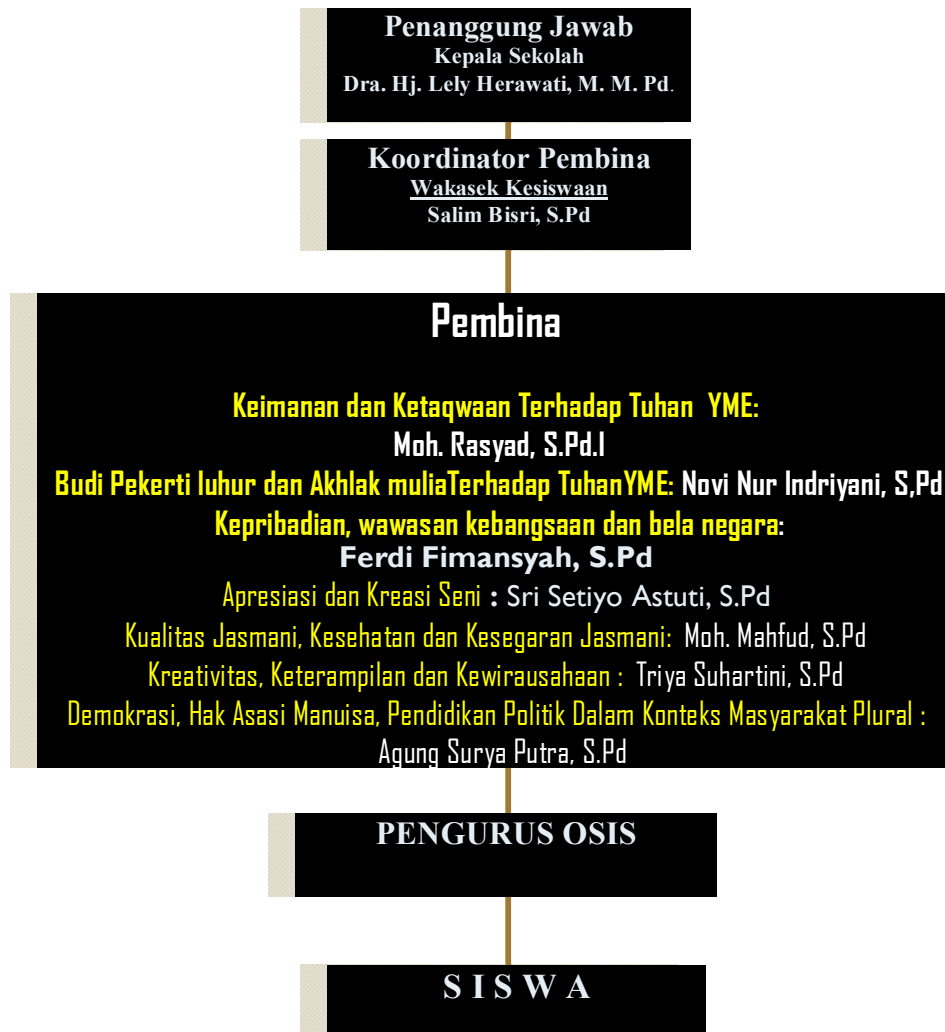 Penanggung Jawab
Kepala Sekolah
Dra. Hj. Lely Herawati, M. M. Pd.
Koordinator Pembina
Wakasek Kesiswaan
Salim Bisri, S.Pd
Pembina
Keimanan dan Ketaqwaan Terhadap Tuhan YME:
Moh. Rasyad, S.Pd.I
Budi Pekerti luhur dan Akhlak muliaTerhadap TuhanYME: Novi Nur Indriyani, S,Pd
Kepribadian, wawasan kebangsaan dan bela negara:
Ferdi Fimansyah, S.Pd
Apresiasi dan Kreasi Seni : Sri Setiyo Astuti, S.Pd
Kualitas Jasmani, Kesehatan dan Kesegaran Jasmani: Moh. Mahfud, S.Pd
Kreativitas, Keterampilan dan Kewirausahaan : Triya Suhartini, S.Pd
Demokrasi, Hak Asasi Manuisa, Pendidikan Politik Dalam Konteks Masyarakat Plural :
Agung Surya Putra, S.Pd
PENGURUS OSIS
S I S W A